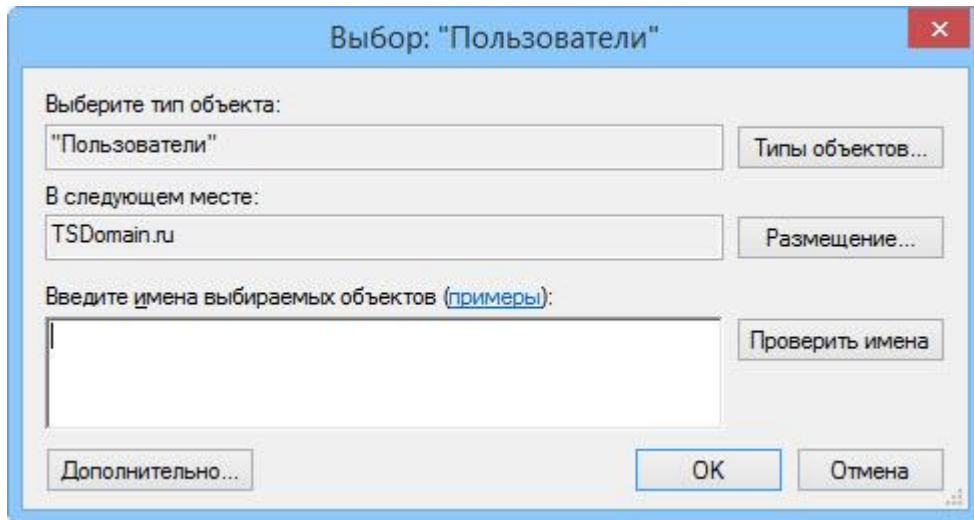 Выбор: "Пользователи"
Выберите тип объекта:
"Пользователи"
Типы объектов...
В следующем месте:
TSDomain.ru
Размещение...
Введите имена выбираемых объектов (примеры):
Проверить имена
Дополнительно...
ОК
Отмена